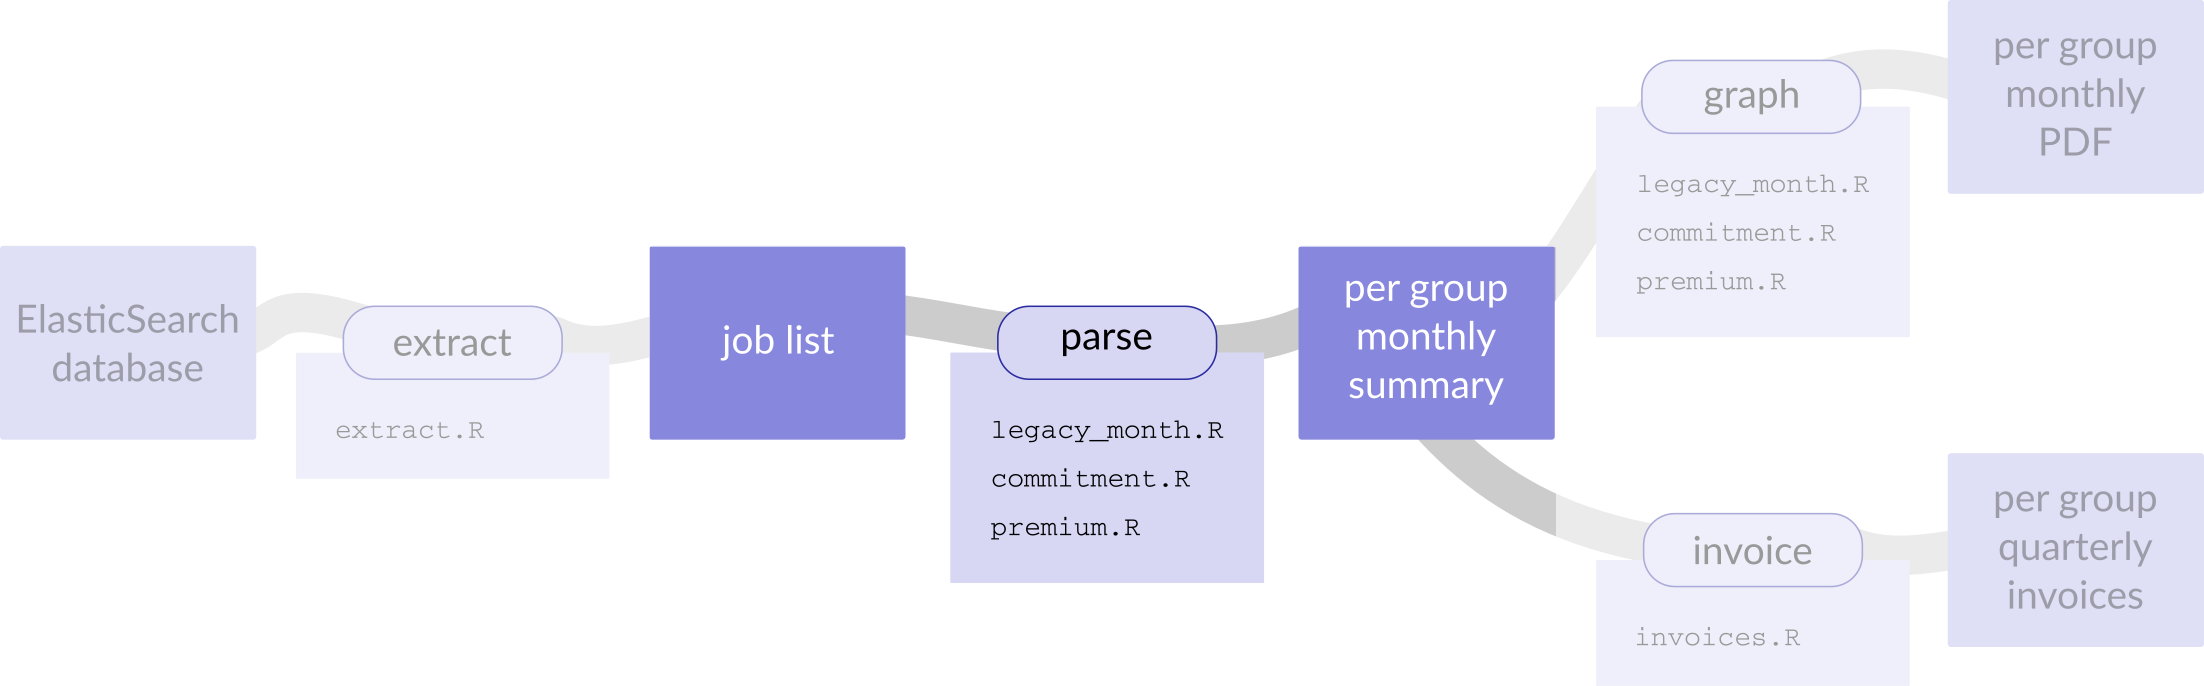 ElasticSearch
database
extract
extract.R
job list
parse
legacy_month.R
commitment.R
premium.R
per group
monthly
summary
graph
legacy_month.R
commitment.R
premium.R
per group
monthly
PDF
invoice
invoices.R
per group
quarterly
invoices